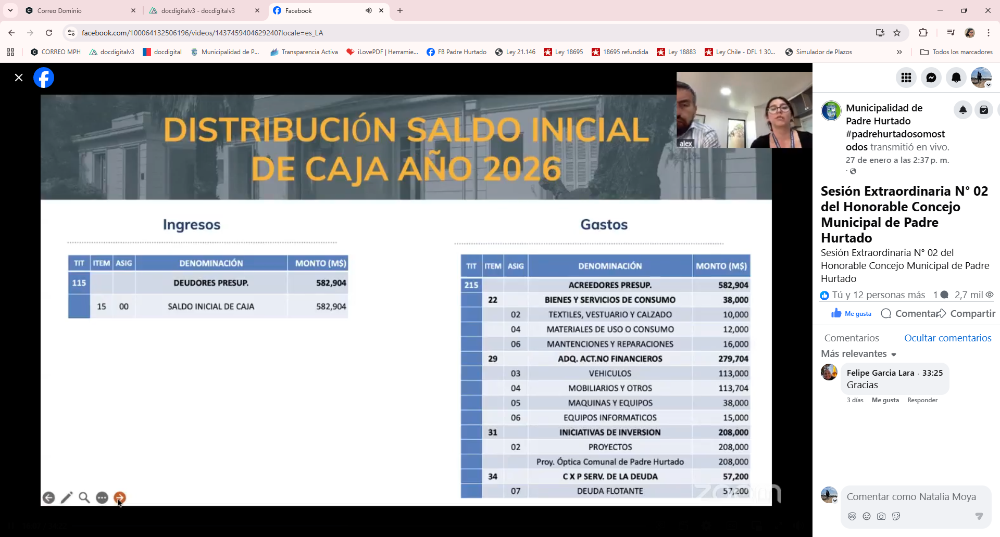 Correo Dominio
docdigitalv3 - docdigitalv3
Facebook
facebook.com/100064132506196/videos/1437459404629240?locale=es_LA
CORREO MPH
docdigitalv3
docdigital
Municipalidad de P...
Transparencia Activa
iLovePDF | Herramie...
FB Padre Hurtado
Ley 21.146
Ley 18695
18695 refundida
Ley 18883
Ley Chile - DFL 1 30...
Simulador de Plazos
Todos los marcadores
DISTRIBUCIÓN SALDO INICIAL
DE CAJA AÑO 2026
alex
Ingresos
TIT ITEM ASIG DENOMINACIÓN MONTO (M$)
115 DEUDORES PRESUP. 582,904
15 00 SALDO INICIAL DE CAJA 582,904
Gastos
TIT ITEM ASIG DENOMINACIÓN MONTO (M$)
215 ACREEDORES PRESUP. 582,904
22 BIENES Y SERVICIOS DE CONSUMO 38,000
02 TEXTILES, VESTUARIO Y CALZADO 10,000
04 MATERIALES DE USO O CONSUMO 12,000
06 MANTENCIONES Y REPARACIONES 16,000
29 ADQ. ACT.NO FINANCIEROS 279,704
03 VEHICULOS 113,000
04 MOBILIARIOS Y OTROS 113,704
05 MAQUINAS Y EQUIPOS 38,000
06 EQUIPOS INFORMATICOS 15,000
31 INICIATIVAS DE INVERSION 208,000
02 PROYECTOS 208,000
Proy. Óptica Comunal de Padre Hurtado 208,000
34 C X P SERV. DE LA DEUDA 57,200
07 DEUDA FLOTANTE 57,200
zoom
Municipalidad de
Padre Hurtado
#padrehurtadosomost
odos transmitió en vivo.
27 de enero a las 2:37 p. m.
·
Sesión Extraordinaria N° 02
del Honorable Concejo
Municipal de Padre
Hurtado
Sesión Extraordinaria N° 02 del
Honorable Concejo Municipal de Padre
Hurtado
Tú y 12 personas más 1 2,7 mil
Me gusta Comentar Compartir
Comentarios Ocultar comentarios
Más relevantes
Felipe Garcia Lara · 33:25
Gracias
3 días Me gusta Responder
Comentar como Natalia Moya